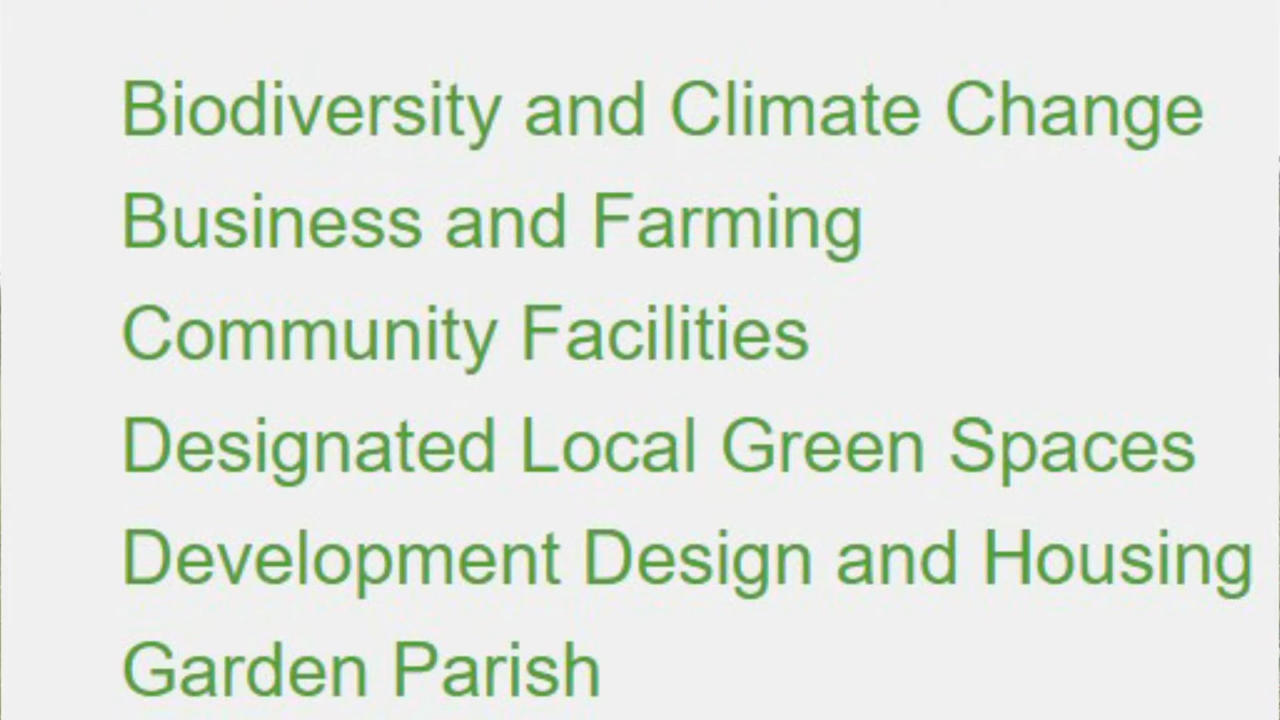 Biodiversity and Climate Change
Business and Farming
Community Facilities
Designated Local Green Spaces
Development Design and Housing
Garden Parish